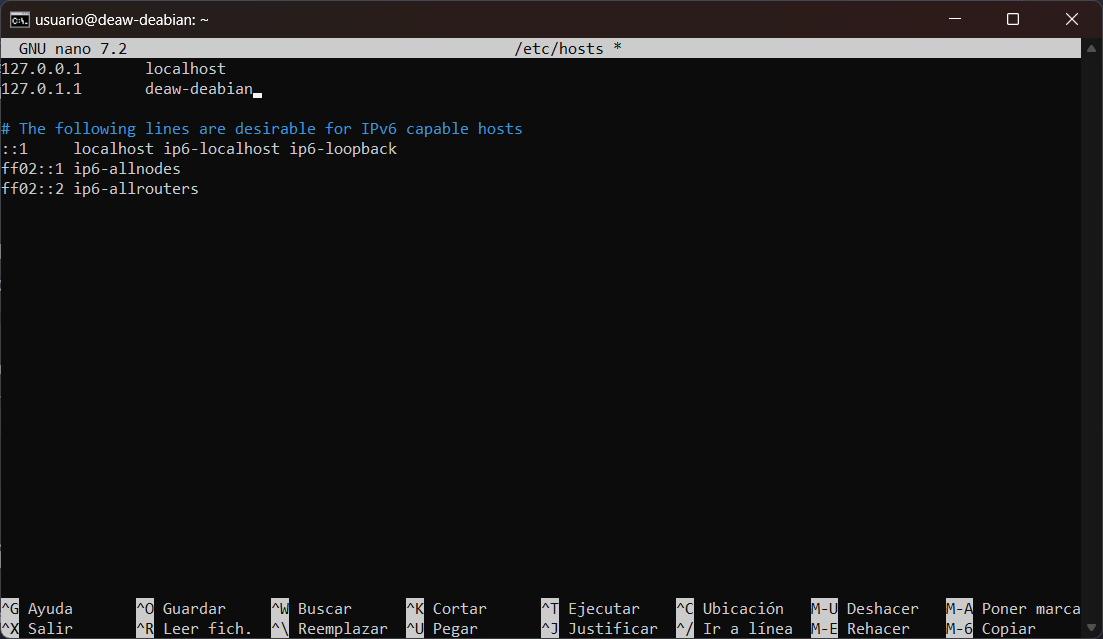 usuario@deaw-deabian: ~
GNU nano 7.2 /etc/hosts *
127.0.0.1 localhost
127.0.1.1 deaw-deabian
# The following lines are desirable for IPv6 capable hosts
::1 localhost ip6-localhost ip6-loopback
ff02::1 ip6-allnodes
ff02::2 ip6-allrouters
^G Ayuda ^O Guardar ^W Buscar ^K Cortar ^T Ejecutar ^C Ubicación M-U Deshacer M-A Poner marca
^X Salir ^R Leer fich. ^\ Reemplazar ^U Pegar ^J Justificar ^/ Ir a línea M-E Rehacer M-6 Copiar